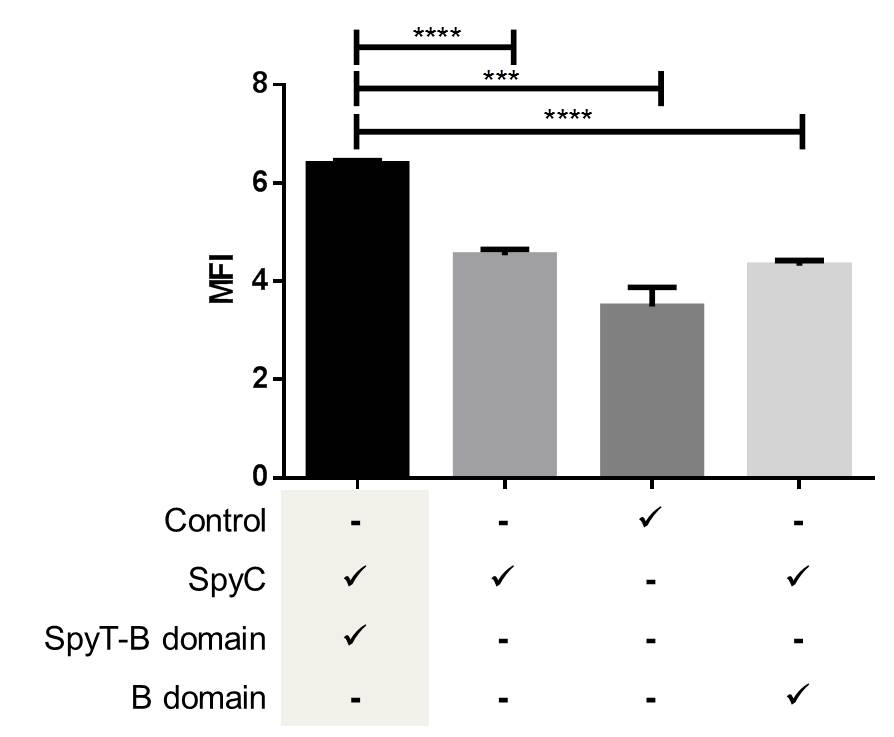 ****
***
****
8
6
4
2
0
MFI
Control - - ✓ -
SpyC ✓ ✓ - ✓
SpyT-B domain ✓ - - -
B domain - - - ✓